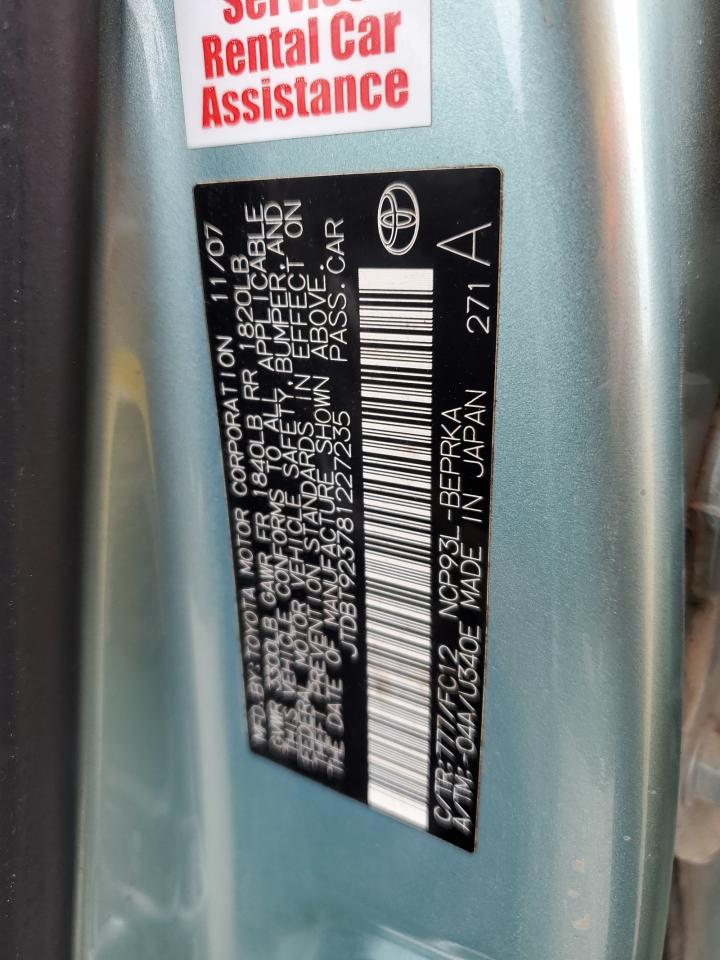 Service
Rental Car
Assistance
MFD. BY: TOYOTA MOTOR CORPORATION 11/07
GVWR 3300LB GAWR FR 1840LB RR 1820LB
THIS VEHICLE CONFORMS TO ALL APPLICABLE
FEDERAL MOTOR VEHICLE SAFETY, BUMPER, AND
THEFT PREVENTION STANDARDS IN EFFECT ON
THE DATE OF MANUFACTURE SHOWN ABOVE.
JTDBT923781227235 PASS. CAR
C/TR: 777/FC12 NCP93L-BEPRKA
A/TM: -04A/U340E MADE IN JAPAN 271 A